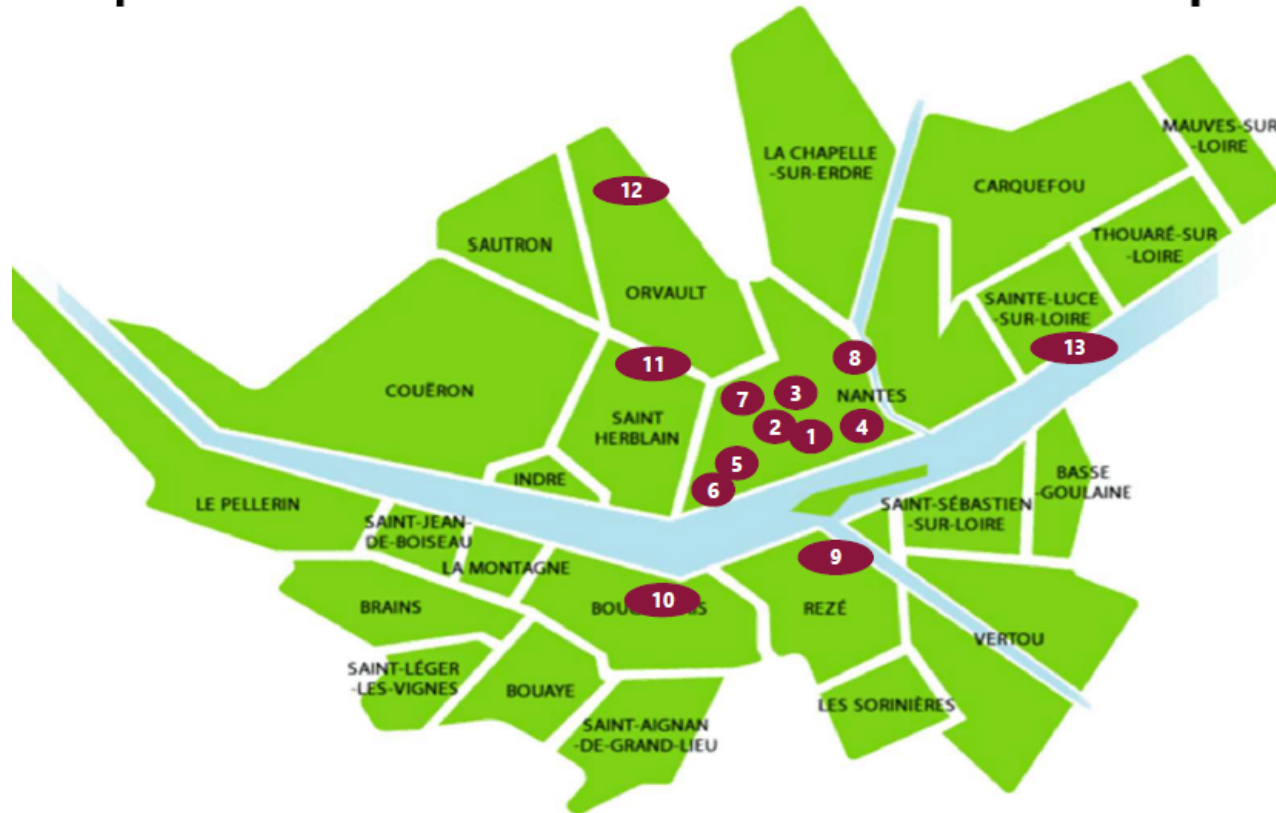 MAUVES-SUR
-LOIRE
LA CHAPELLE
-SUR-ERDRE
CARQUEFOU
12
THOUARÉ-SUR
-LOIRE
SAUTRON
ORVAULT
SAINTE-LUCE
-SUR-LOIRE
13
8
11
COUËRON
3
7
NANTES
SAINT
HERBLAIN
2
1
4
5
INDRE
6
BASSE
-GOULAINE
LE PELLERIN
SAINT-SÉBASTIEN
-SUR-LOIRE
SAINT-JEAN-
DE-BOISEAU
9
LA MONTAGNE
10
BRAINS
REZÉ
VERTOU
SAINT-LÉGER
-LES-VIGNES
BOUAYE
LES SORINIÈRES
SAINT-AIGNAN
-DE-GRAND-LIEU